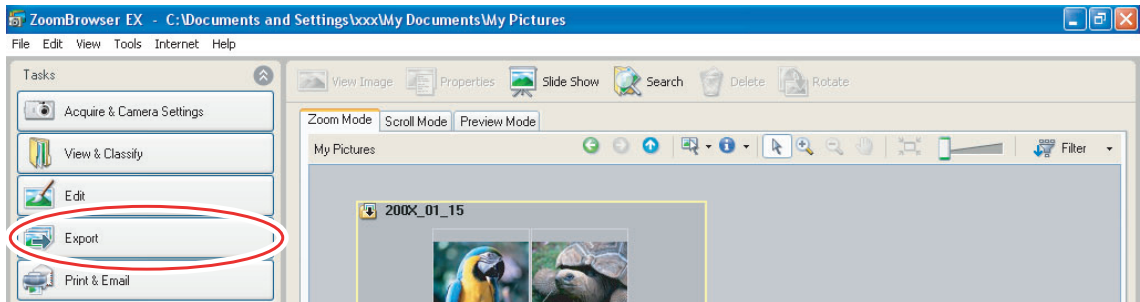 ZoomBrowser EX - C:\Documents and Settings\xxx\My Documents\My Pictures
File Edit View Tools Internet Help
Tasks
Acquire & Camera Settings
View & Classify
Edit
Export
Print & Email
View Image Properties Slide Show Search Delete Rotate
Zoom Mode Scroll Mode Preview Mode
My Pictures Filter
200X_01_15